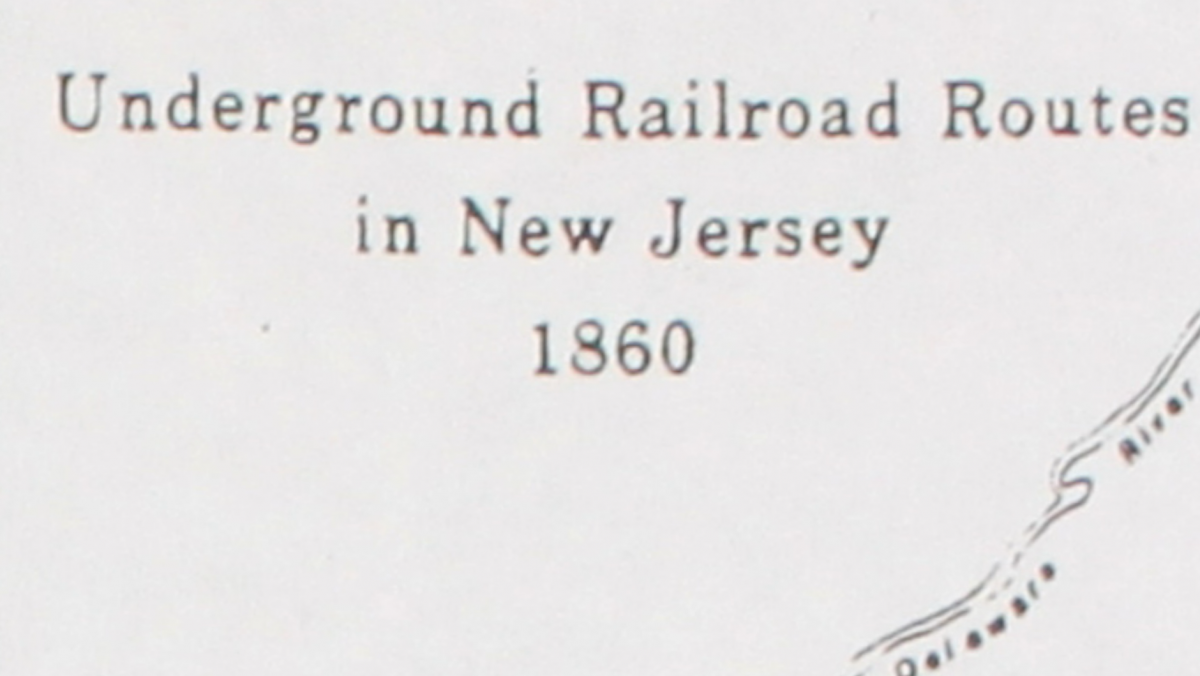 Underground Railroad Routes
in New Jersey
1860
Delaware River